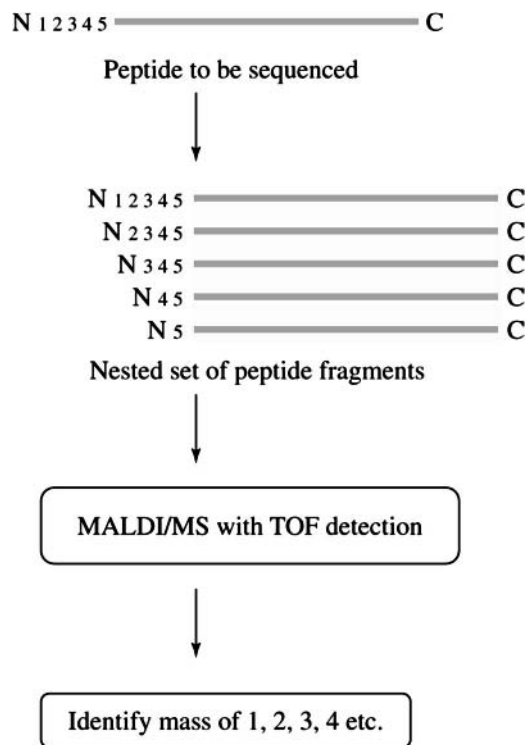 N 1 2 3 4 5 C
Peptide to be sequenced
N 1 2 3 4 5 C
N 2 3 4 5 C
N 3 4 5 C
N 4 5 C
N 5 C
Nested set of peptide fragments
MALDI/MS with TOF detection
Identify mass of 1, 2, 3, 4 etc.